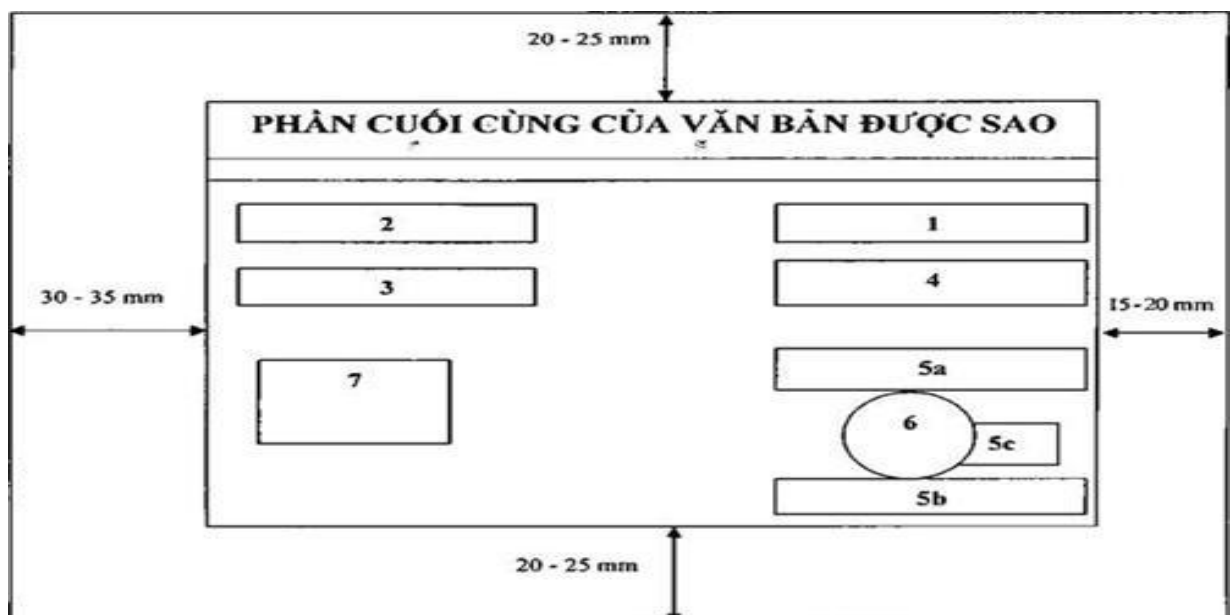 20 - 25 mm
PHẦN CUỐI CÙNG CỦA VĂN BẢN ĐƯỢC SAO
2
1
3
4
30 - 35 mm
15-20 mm
7
5a
6
5c
5b
20 - 25 mm